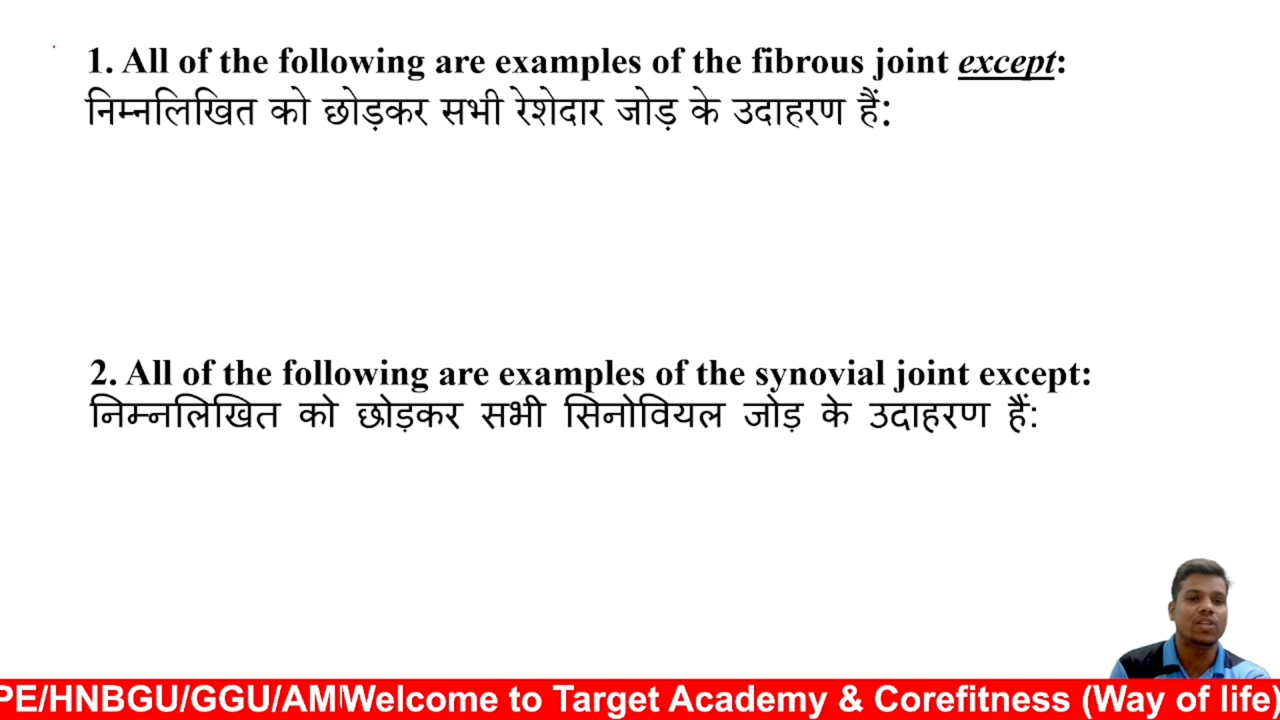 1. All of the following are examples of the fibrous joint except:
निम्नलिखित को छोड़कर सभी रेशेदार जोड़ के उदाहरण हैं:
2. All of the following are examples of the synovial joint except:
निम्नलिखित को छोड़कर सभी सिनोवियल जोड़ के उदाहरण हैं:
PE/HNBGU/GGU/AMUWelcome to Target Academy & Corefitness (Way of life)